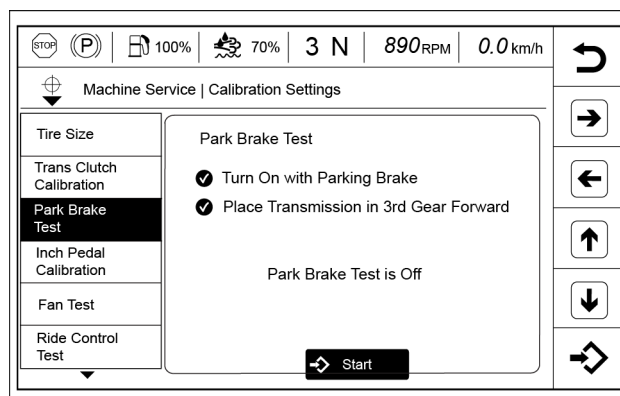 STOP (P) 100% 70% 3 N 890 RPM 0.0 km/h
Machine Service | Calibration Settings
Tire Size
Trans Clutch
Calibration
Park Brake
Test
Inch Pedal
Calibration
Fan Test
Ride Control
Test
Park Brake Test
Turn On with Parking Brake
Place Transmission in 3rd Gear Forward
Park Brake Test is Off
Start